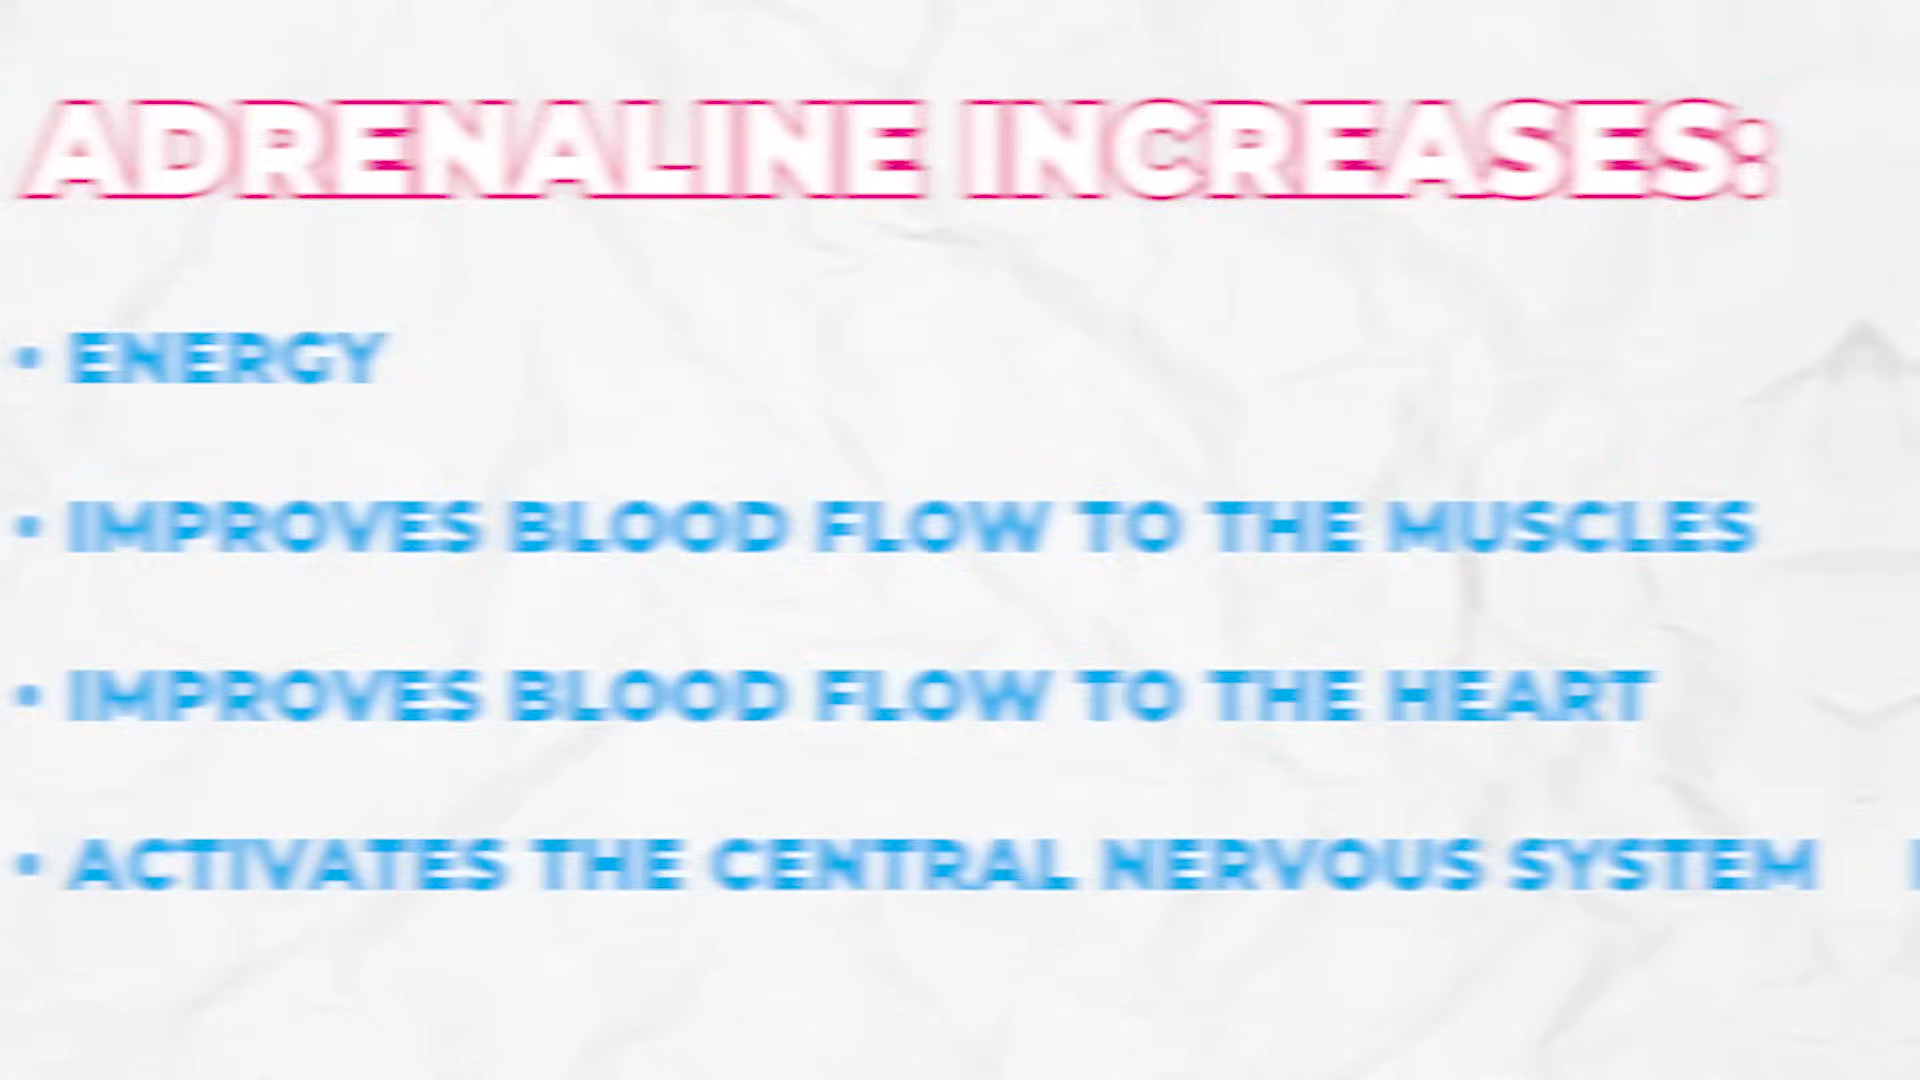 ADRENALINE INCREASES:
• ENERGY
• IMPROVES BLOOD FLOW TO THE MUSCLES
• IMPROVES BLOOD FLOW TO THE HEART
• ACTIVATES THE CENTRAL NERVOUS SYSTEM